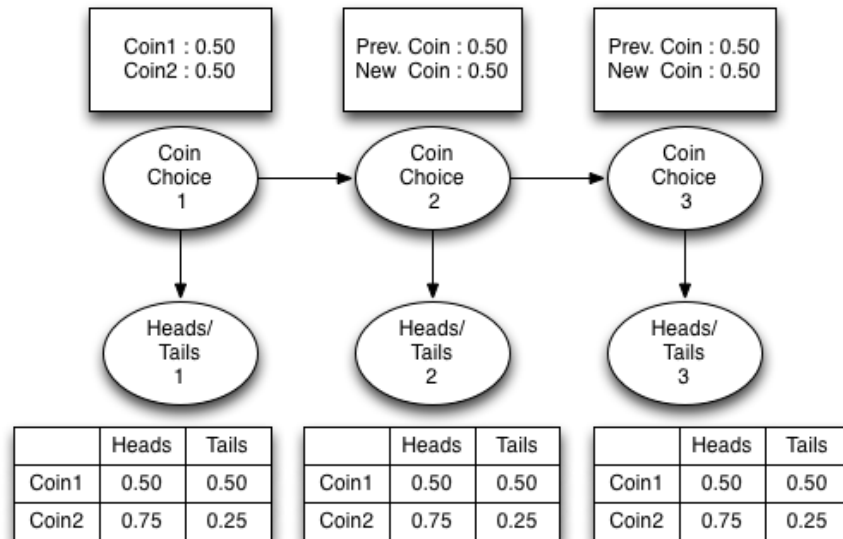 Coin1 : 0.50
Coin2 : 0.50
Prev. Coin : 0.50
New Coin : 0.50
Prev. Coin : 0.50
New Coin : 0.50
Coin
Choice
1
Coin
Choice
2
Coin
Choice
3
Heads/
Tails
1
Heads/
Tails
2
Heads/
Tails
3
Heads Tails
Coin1 0.50 0.50
Coin2 0.75 0.25
Heads Tails
Coin1 0.50 0.50
Coin2 0.75 0.25
Heads Tails
Coin1 0.50 0.50
Coin2 0.75 0.25